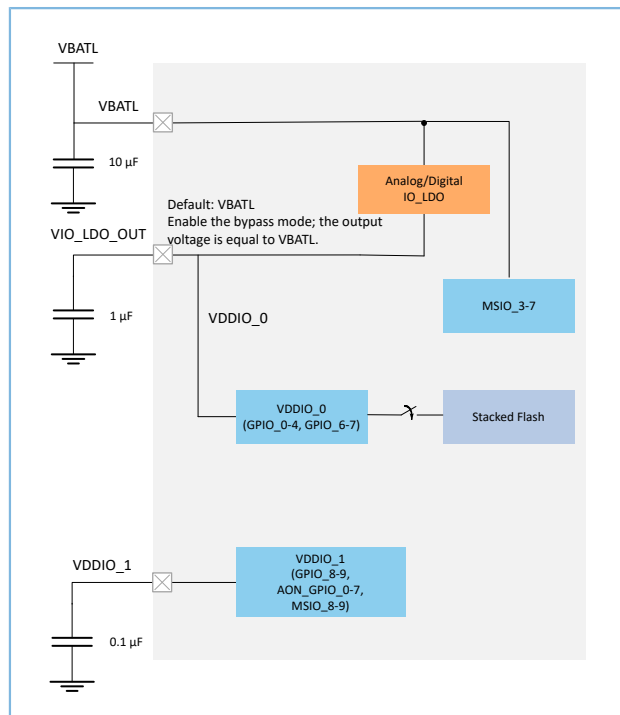 VBATL
VBATL
10 µF
Analog/Digital
IO_LDO
Default: VBATL
Enable the bypass mode; the output
voltage is equal to VBATL.
VIO_LDO_OUT
1 µF
MSIO_3-7
VDDIO_0
VDDIO_0
(GPIO_0-4, GPIO_6-7)
Stacked Flash
VDDIO_1
VDDIO_1
(GPIO_8-9,
AON_GPIO_0-7,
MSIO_8-9)
0.1 µF